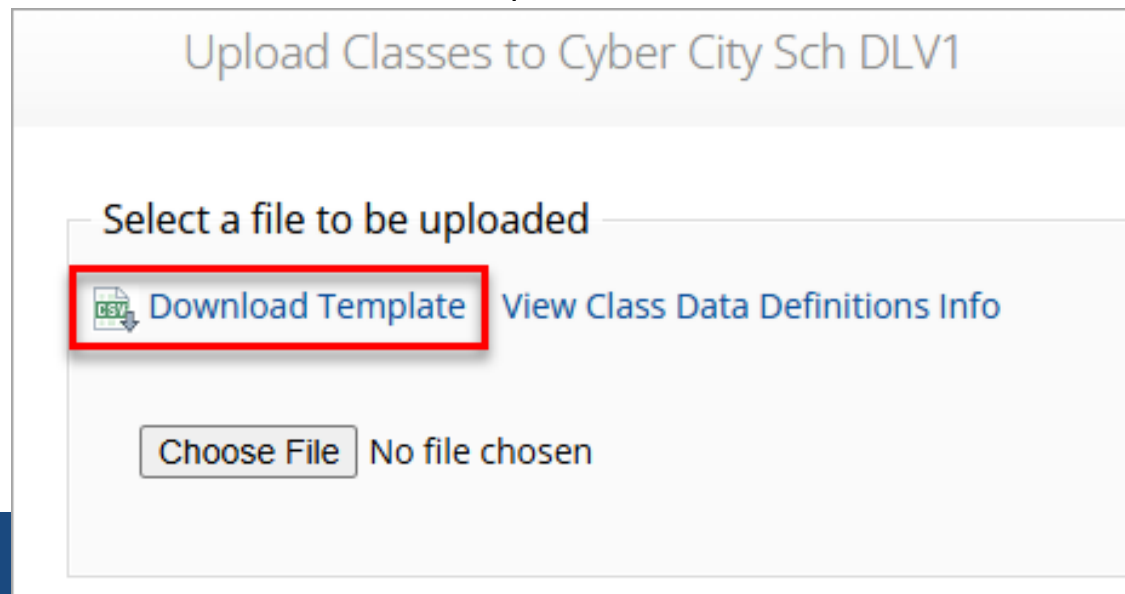 Upload Classes to Cyber City Sch DLV1
Select a file to be uploaded
CSV Download Template View Class Data Definitions Info
Choose File No file chosen